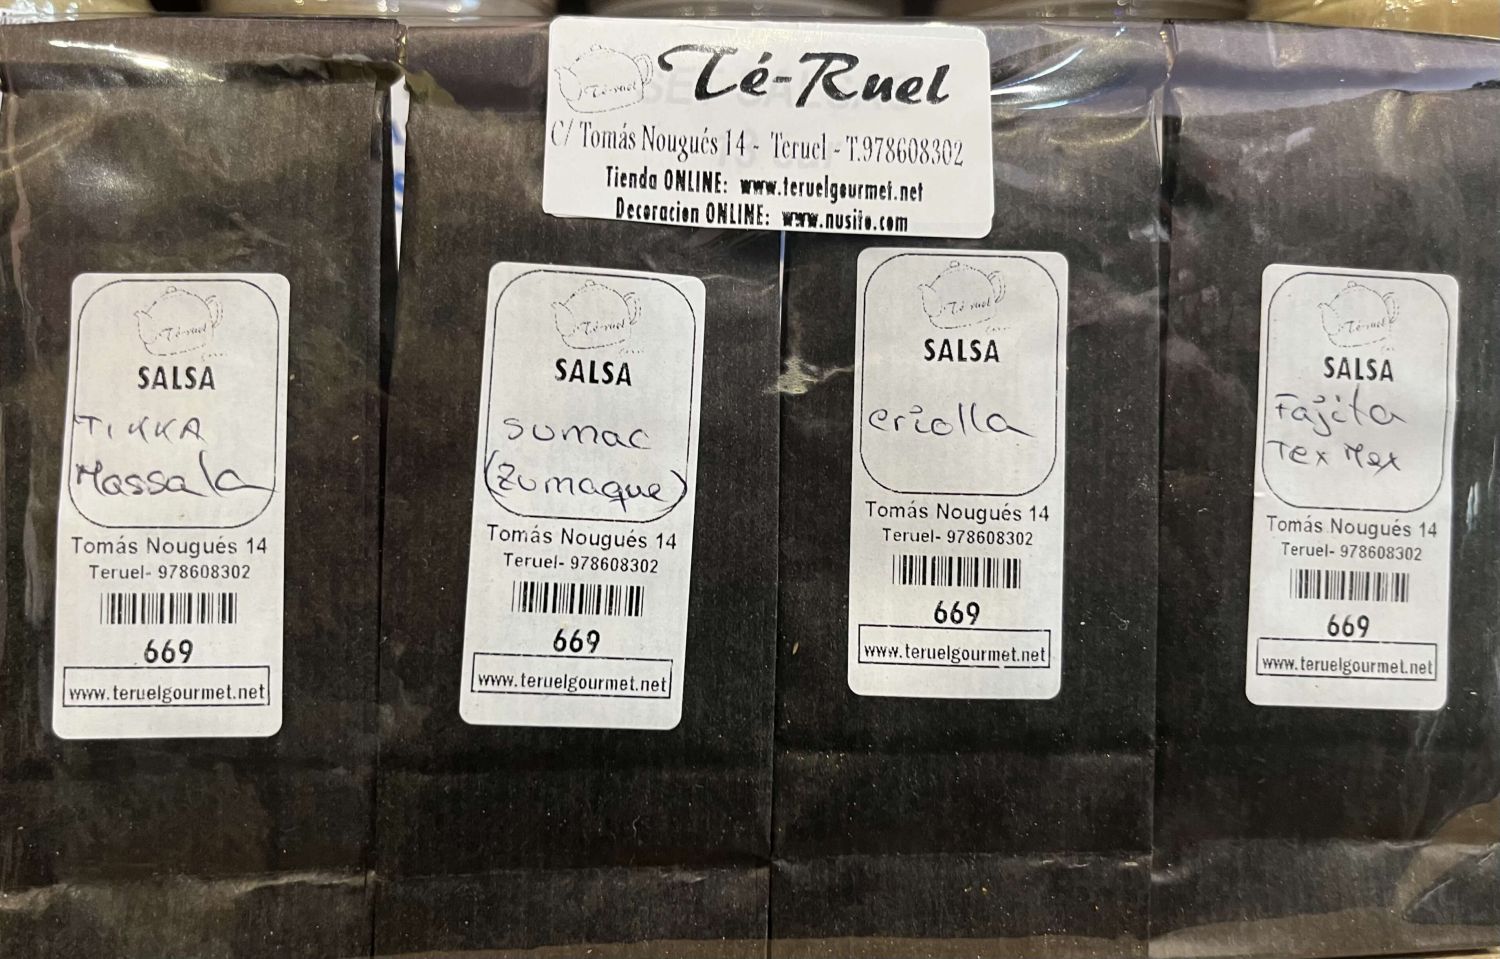 Té-Ruel
Té-ruel
C/ Tomás Nougués 14 - Teruel - T.978608302
Tienda ONLINE: www.teruelgourmet.net
Decoracion ONLINE: www.nusito.com
Té-ruel
SALSA
TIKKA
Massala
Tomás Nougués 14
Teruel- 978608302
669
www.teruelgourmet.net
Té-ruel
SALSA
sumac
(Zumaque)
Tomás Nougués 14
Teruel- 978608302
669
www.teruelgourmet.net
Té-ruel
SALSA
criolla
Tomás Nougués 14
Teruel- 978608302
669
www.teruelgourmet.net
Té-ruel
SALSA
Fajita
Tex Mex
Tomás Nougués 14
Teruel- 978608302
669
www.teruelgourmet.net